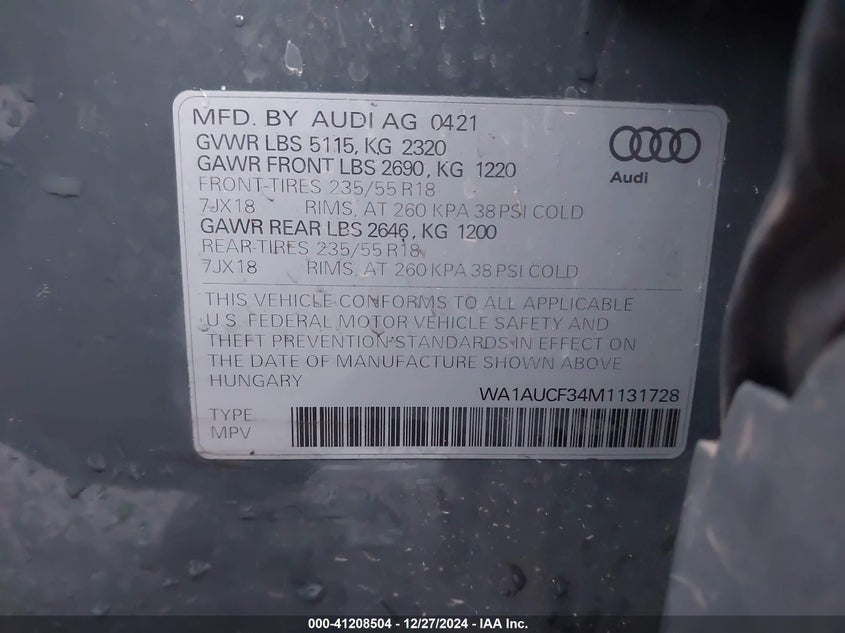 MFD. BY AUDI AG 0421
GVWR LBS 5115, KG 2320
GAWR FRONT LBS 2690, KG 1220
FRONT-TIRES 235/55 R18
7JX18 RIMS, AT 260 KPA 38 PSI COLD
GAWR REAR LBS 2646, KG 1200
REAR-TIRES 235/55 R18
7JX18 RIMS, AT 260 KPA 38 PSI COLD
Audi
THIS VEHICLE CONFORMS TO ALL APPLICABLE
U.S. FEDERAL MOTOR VEHICLE SAFETY AND
THEFT PREVENTION STANDARDS IN EFFECT ON
THE DATE OF MANUFACTURE SHOWN ABOVE
HUNGARY
WA1AUCF34M1131728
TYPE
MPV
000-41208504 - 12/27/2024 - IAA Inc.